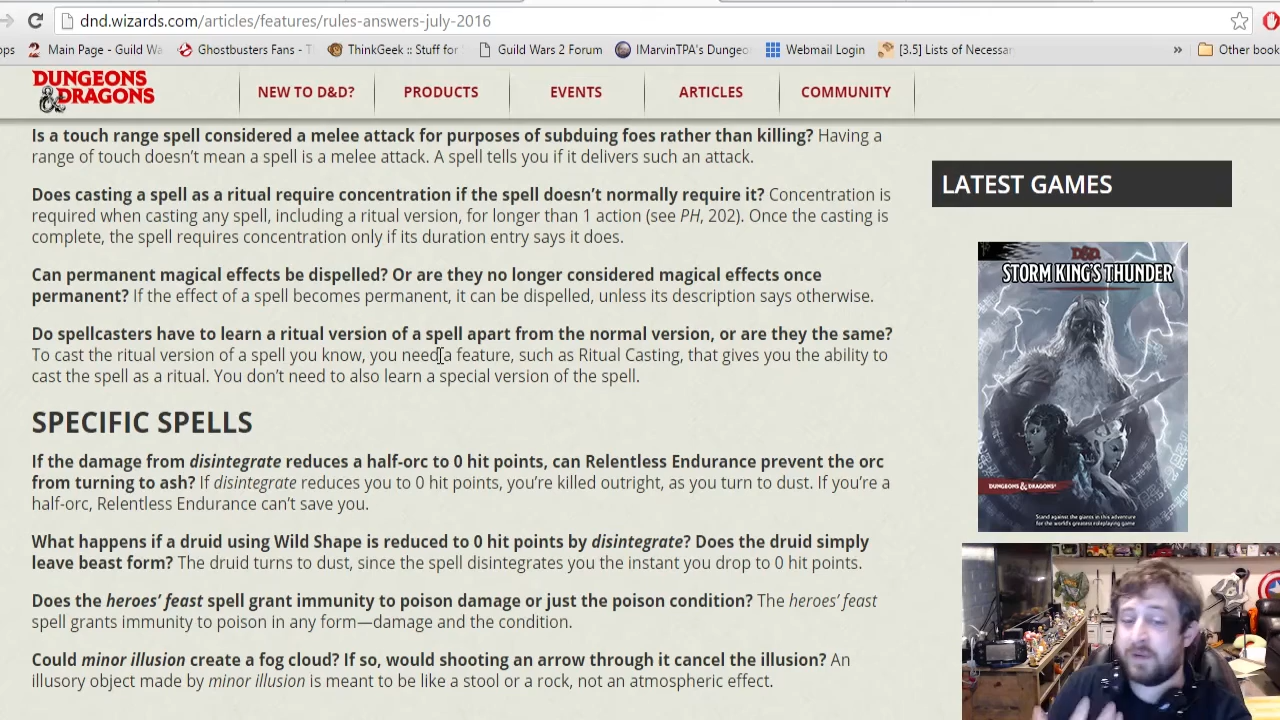 dnd.wizards.com/articles/features/rules-answers-july-2016
ps Main Page - Guild Wa Ghostbusters Fans - T ThinkGeek :: Stuff for Guild Wars 2 Forum IMarvinTPA's Dungeo Webmail Login [3.5] Lists of Necessar » Other book
DUNGEONS
& DRAGONS
NEW TO D&D? PRODUCTS EVENTS ARTICLES COMMUNITY
Is a touch range spell considered a melee attack for purposes of subduing foes rather than killing? Having a
range of touch doesn't mean a spell is a melee attack. A spell tells you if it delivers such an attack.
Does casting a spell as a ritual require concentration if the spell doesn't normally require it? Concentration is
required when casting any spell, including a ritual version, for longer than 1 action (see PH, 202). Once the casting is
complete, the spell requires concentration only if its duration entry says it does.
Can permanent magical effects be dispelled? Or are they no longer considered magical effects once
permanent? If the effect of a spell becomes permanent, it can be dispelled, unless its description says otherwise.
Do spellcasters have to learn a ritual version of a spell apart from the normal version, or are they the same?
To cast the ritual version of a spell you know, you need a feature, such as Ritual Casting, that gives you the ability to
cast the spell as a ritual. You don't need to also learn a special version of the spell.
SPECIFIC SPELLS
If the damage from disintegrate reduces a half-orc to 0 hit points, can Relentless Endurance prevent the orc
from turning to ash? If disintegrate reduces you to 0 hit points, you're killed outright, as you turn to dust. If you're a
half-orc, Relentless Endurance can't save you.
What happens if a druid using Wild Shape is reduced to 0 hit points by disintegrate? Does the druid simply
leave beast form? The druid turns to dust, since the spell disintegrates you the instant you drop to 0 hit points.
Does the heroes' feast spell grant immunity to poison damage or just the poison condition? The heroes' feast
spell grants immunity to poison in any form—damage and the condition.
Could minor illusion create a fog cloud? If so, would shooting an arrow through it cancel the illusion? An
illusory object made by minor illusion is meant to be like a stool or a rock, not an atmospheric effect.
LATEST GAMES
D&D
STORM KING'S THUNDER
DUNGEONS & DRAGONS
Stand against the giants in this adventure
for the world's greatest roleplaying game